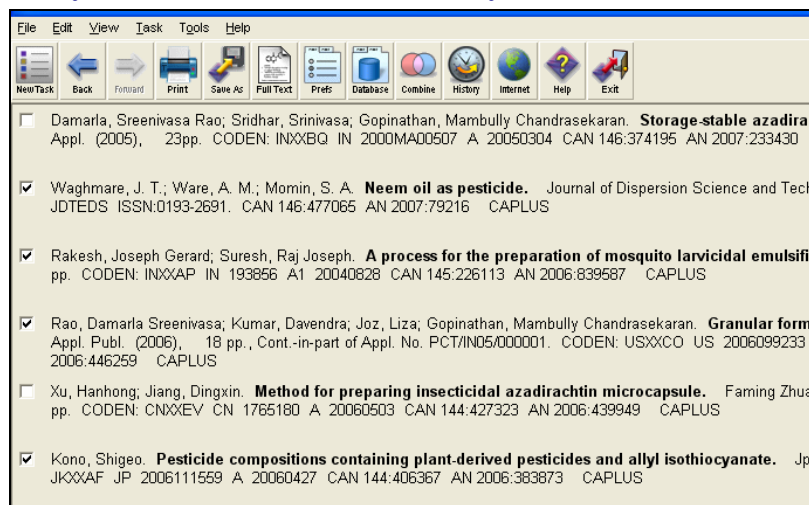 File Edit View Task Tools Help
New Task Back Forward Print Save As Full Text Prefs Database Combine History Internet Help Exit
Damarla, Sreenivasa Rao; Sridhar, Srinivasa; Gopinathan, Mambully Chandrasekaran. Storage-stable azadira
Appl. (2005), 23pp. CODEN: INXXBQ IN 2000MA00507 A 20050304 CAN 146:374195 AN 2007:233430
Waghmare, J. T.; Ware, A. M.; Momin, S. A. Neem oil as pesticide. Journal of Dispersion Science and Tech
JDTEDS ISSN:0193-2691. CAN 146:477065 AN 2007:79216 CAPLUS
Rakesh, Joseph Gerard; Suresh, Raj Joseph. A process for the preparation of mosquito larvicidal emulsifi
pp. CODEN: INXXAP IN 193856 A1 20040828 CAN 145:226113 AN 2006:839587 CAPLUS
Rao, Damarla Sreenivasa; Kumar, Davendra; Joz, Liza; Gopinathan, Mambully Chandrasekaran. Granular form
Appl. Publ. (2006), 18 pp., Cont.-in-part of Appl. No. PCT/IN05/000001. CODEN: USXXCO US 2006099233
2006:446259 CAPLUS
Xu, Hanhong; Jiang, Dingxin. Method for preparing insecticidal azadirachtin microcapsule. Faming Zhua
pp. CODEN: CNXXEV CN 1765180 A 20060503 CAN 144:427323 AN 2006:439949 CAPLUS
Kono, Shigeo. Pesticide compositions containing plant-derived pesticides and allyl isothiocyanate. Jp
JKXXAF JP 2006111559 A 20060427 CAN 144:406367 AN 2006:383873 CAPLUS